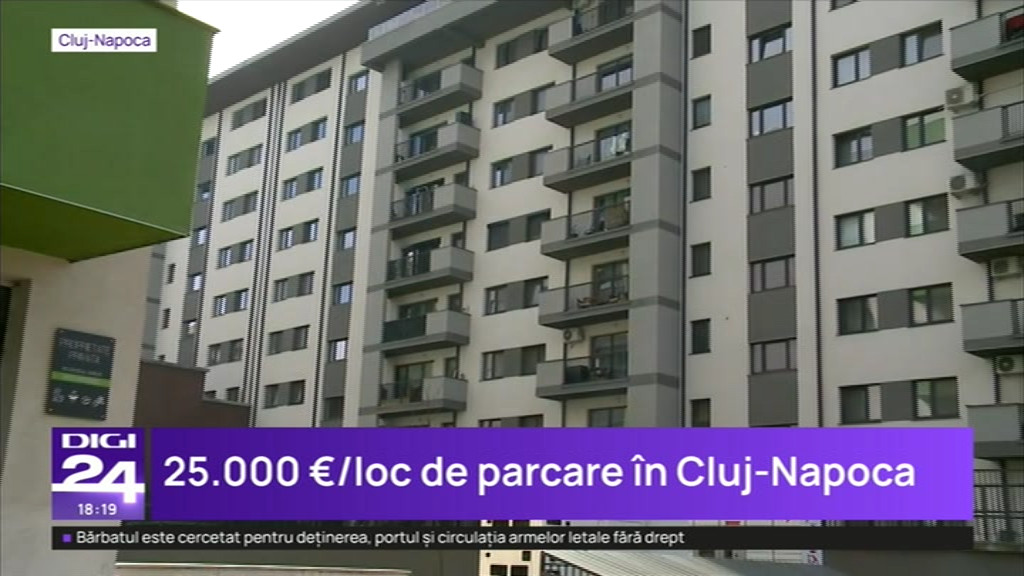 Cluj-Napoca
PROPRIETATE
PRIVATĂ
DIGI
24
18:19
25.000 €/loc de parcare în Cluj-Napoca
Bărbatul este cercetat pentru deținerea, portul și circulația armelor letale fără drept